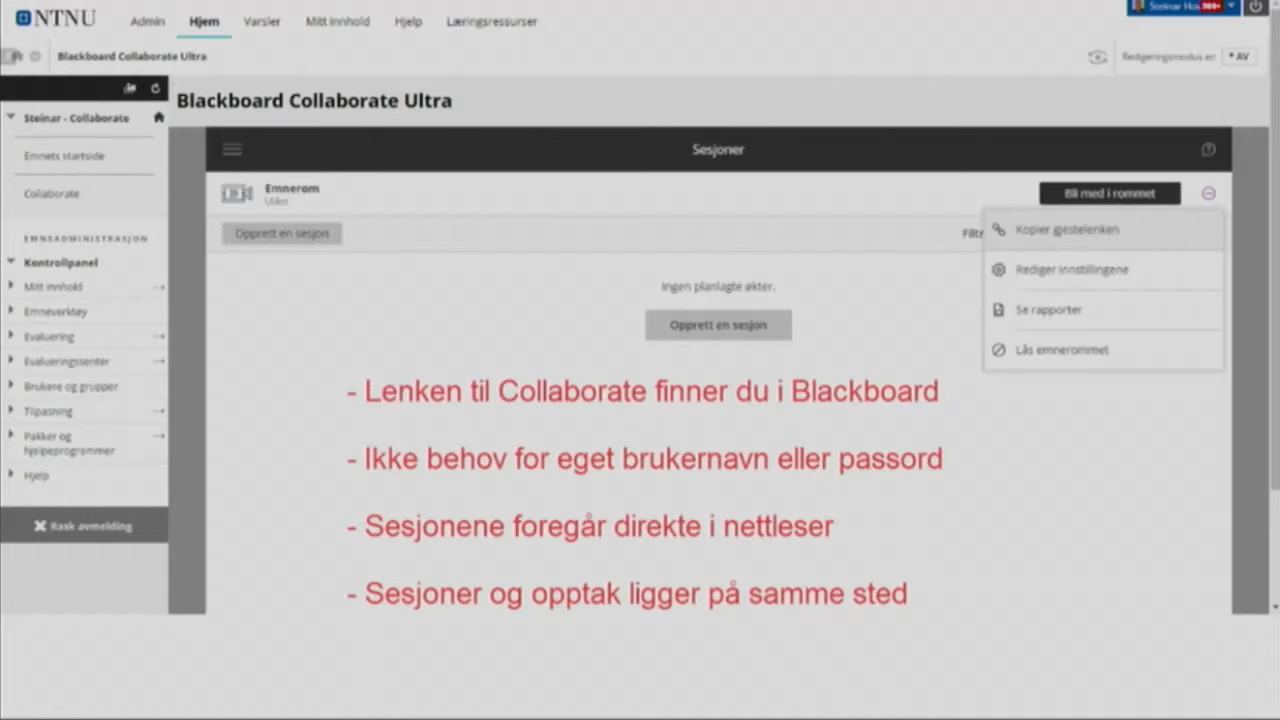 NTNU
Admin
Hjem
Varsler
Mitt innhold
Hjelp
Læringsressurser
Steinar
Blackboard Collaborate Ultra
Redigeringsmodus er:
• AV
Blackboard Collaborate Ultra
Steinar - Collaborate
Emnets startside
Collaborate
EMNEADMINISTRASJON
Kontrollpanel
Mitt innhold
Emneverktøy
Evaluering
Evalueringssenter
Brukere og grupper
Tilpasning
Pakker og
hjelpeprogrammer
Hjelp
Rask avmelding
Sesjoner
Emnerom
Ulåst
Bli med i rommet
Opprett en sesjon
Filtr
Kopier gjestelenken
Rediger innstillingene
Se rapporter
Lås emnerommet
Ingen planlagte økter.
Opprett en sesjon
- Lenken til Collaborate finner du i Blackboard
- Ikke behov for eget brukernavn eller passord
- Sesjonene foregår direkte i nettleser
- Sesjoner og opptak ligger på samme sted